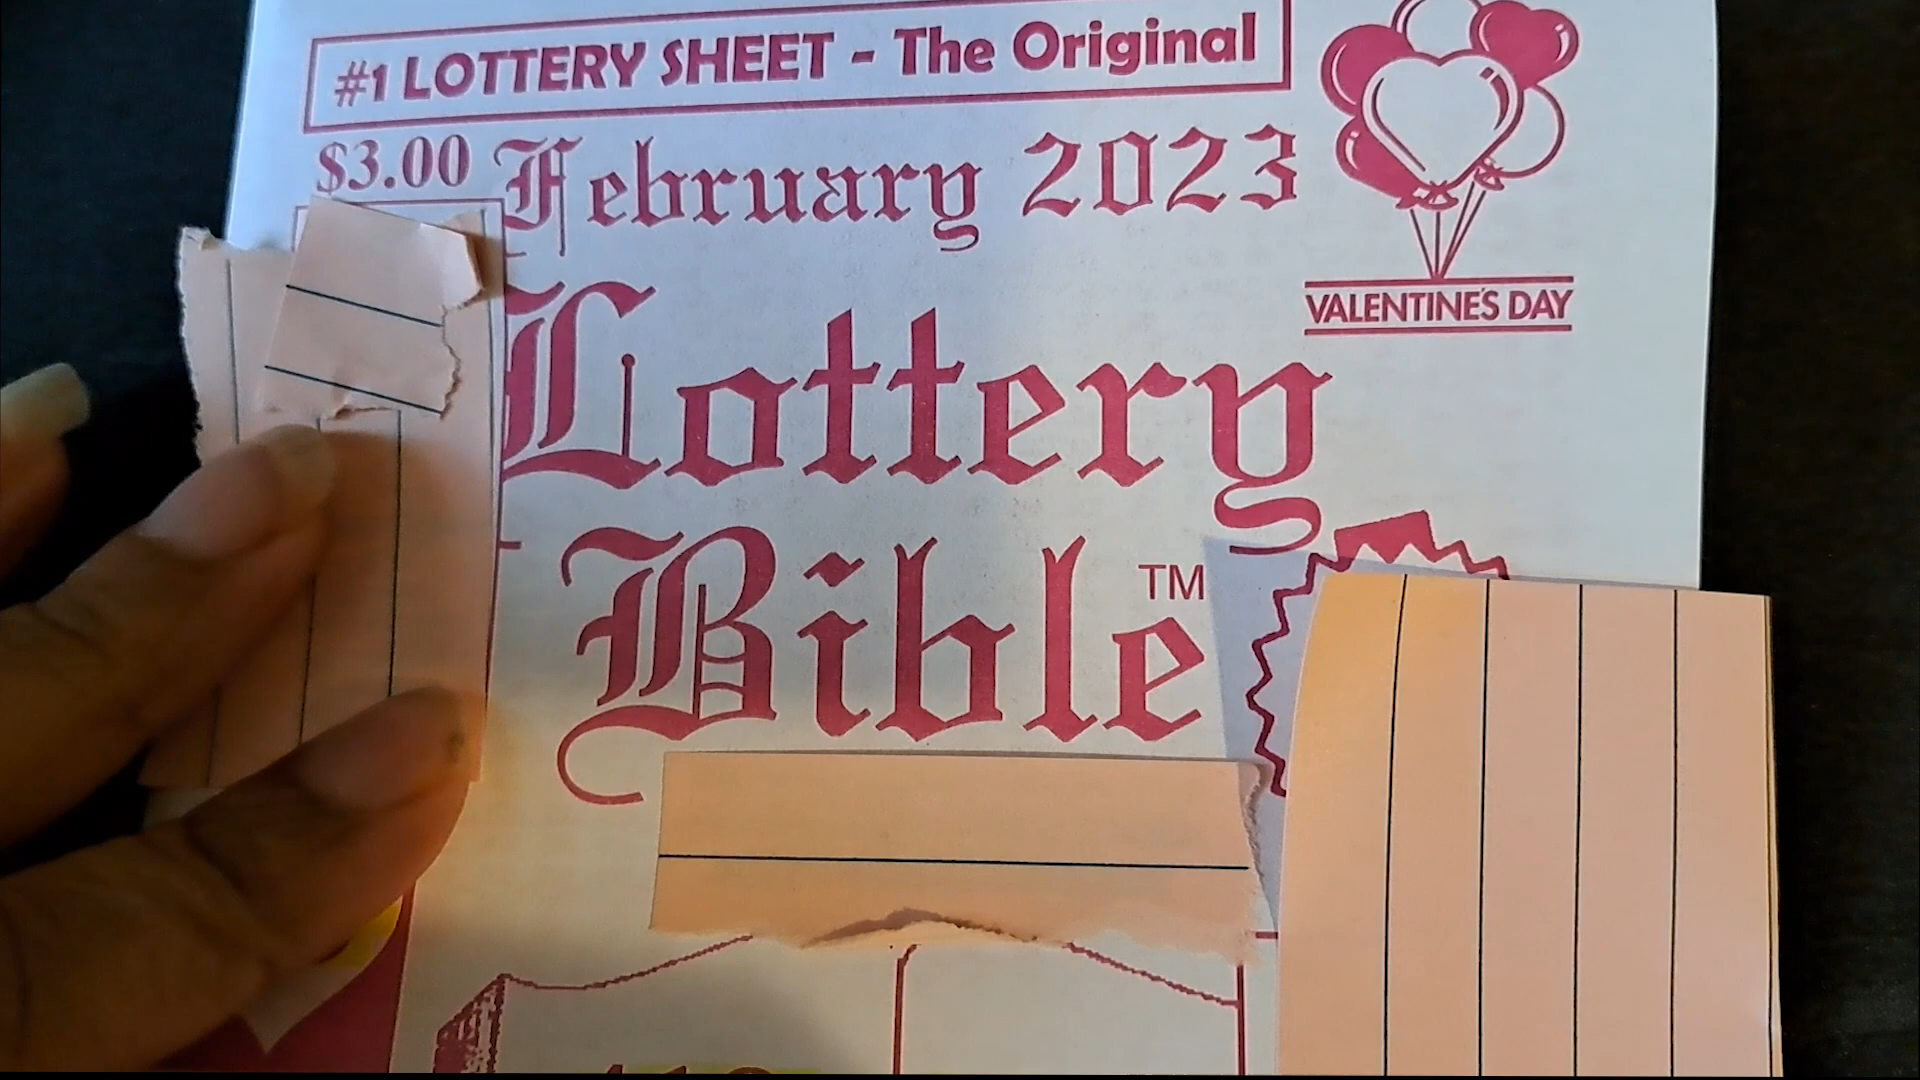 #1 LOTTERY SHEET - The Original
$3.00 February 2023
VALENTINE'S DAY
Lottery
Bible™